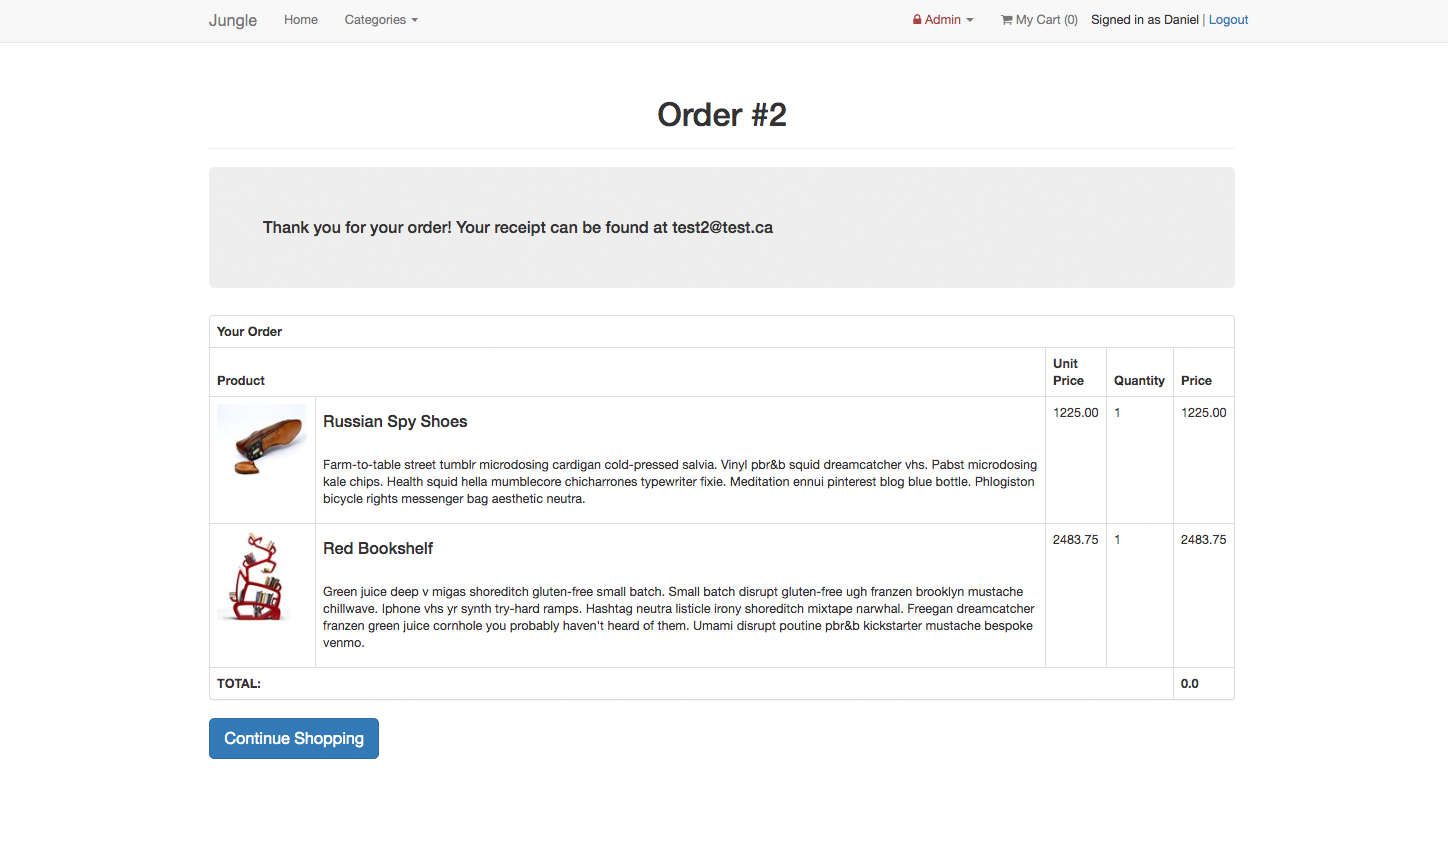 Jungle Home Categories Admin My Cart (0) Signed in as Daniel | Logout
Order #2
Thank you for your order! Your receipt can be found at test2@test.ca
Your Order
Product Unit Price Quantity Price
Russian Spy Shoes 1225.00 1 1225.00
Farm-to-table street tumblr microdosing cardigan cold-pressed salvia. Vinyl pbr&b squid dreamcatcher vhs. Pabst microdosing
kale chips. Health squid hella mumblecore chicharrones typewriter fixie. Meditation ennui pinterest blog blue bottle. Phlogiston
bicycle rights messenger bag aesthetic neutra.
Red Bookshelf 2483.75 1 2483.75
Green juice deep v migas shoreditch gluten-free small batch. Small batch disrupt gluten-free ugh franzen brooklyn mustache
chillwave. Iphone vhs yr synth try-hard ramps. Hashtag neutra listicle irony shoreditch mixtape narwhal. Freegan dreamcatcher
franzen green juice cornhole you probably haven't heard of them. Umami disrupt poutine pbr&b kickstarter mustache bespoke
venmo.
TOTAL: 0.0
Continue Shopping